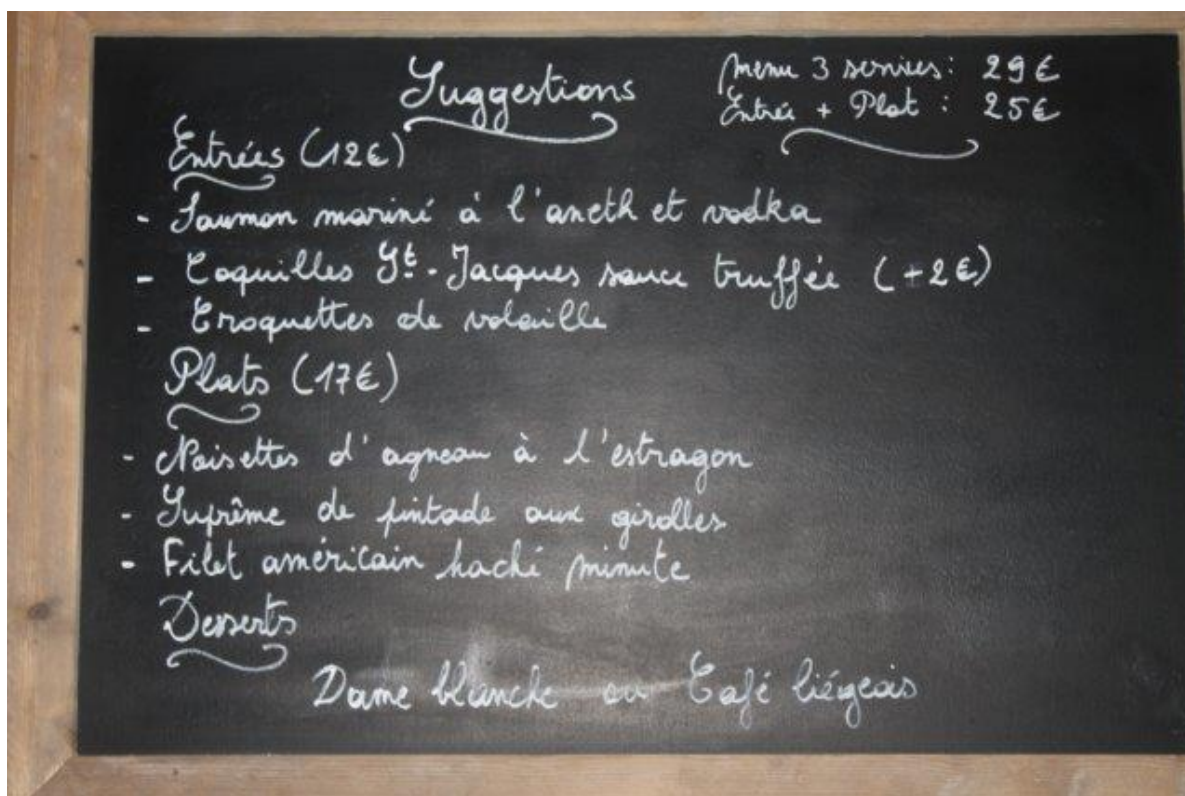 Suggestions
Menu 3 services: 29€
Entrée + Plat : 25€
Entrées (12€)
- Saumon mariné à l'aneth et vodka
- Coquilles St-Jacques sauce truffée (+2€)
- Croquettes de volaille
Plats (17€)
- Noisettes d'agneau à l'estragon
- Suprême de pintade aux girolles
- Filet américain haché minute
Desserts
Dame blanche ou Café liégeois